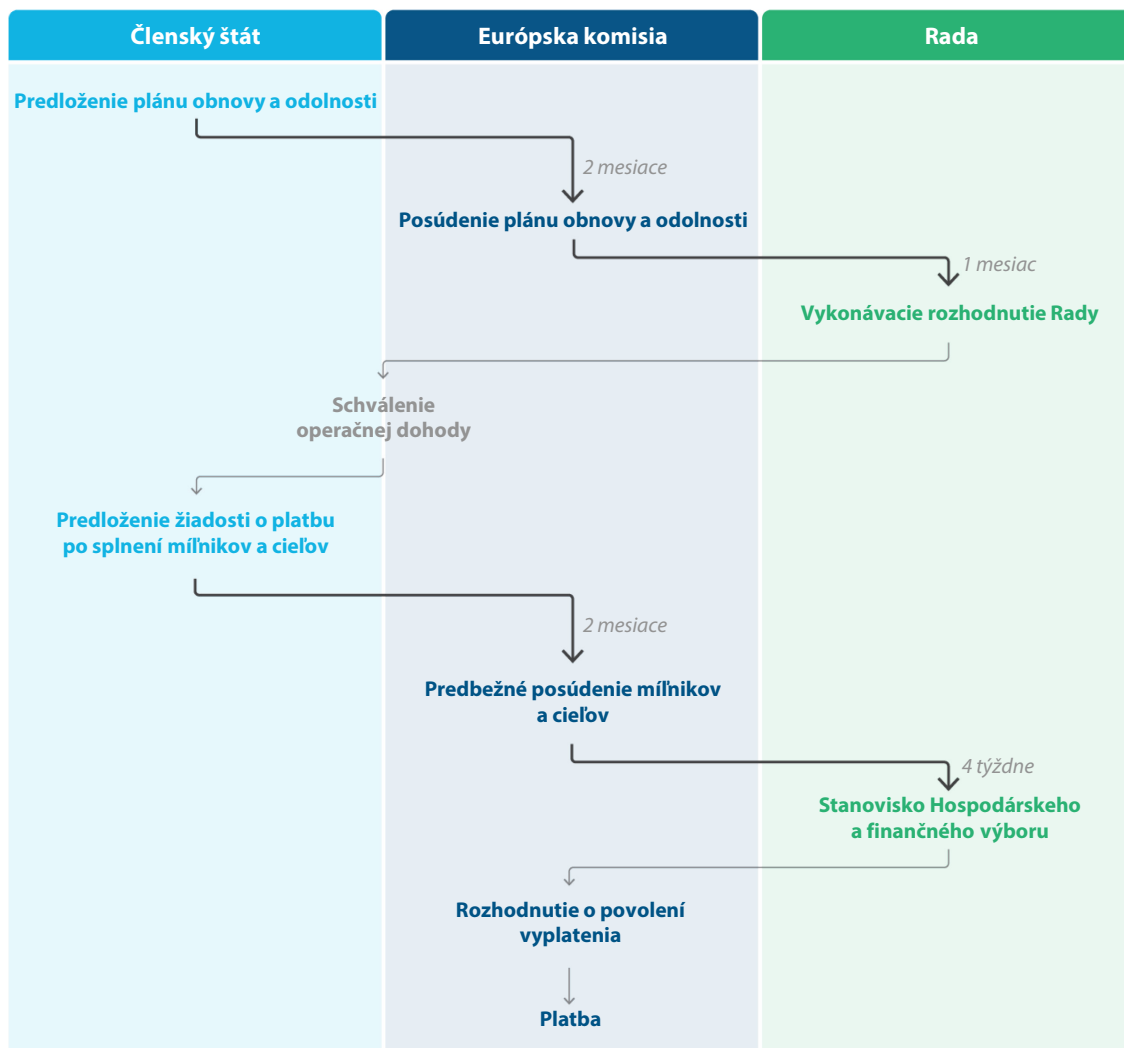 Členský štát
Európska komisia
Rada
Predloženie plánu obnovy a odolnosti
2 mesiace
Posúdenie plánu obnovy a odolnosti
1 mesiac
Vykonávacie rozhodnutie Rady
Schválenie
operačnej dohody
Predloženie žiadosti o platbu
po splnení míľnikov a cieľov
2 mesiace
Predbežné posúdenie míľnikov
a cieľov
4 týždne
Stanovisko Hospodárskeho
a finančného výboru
Rozhodnutie o povolení
vyplatenia
Platba